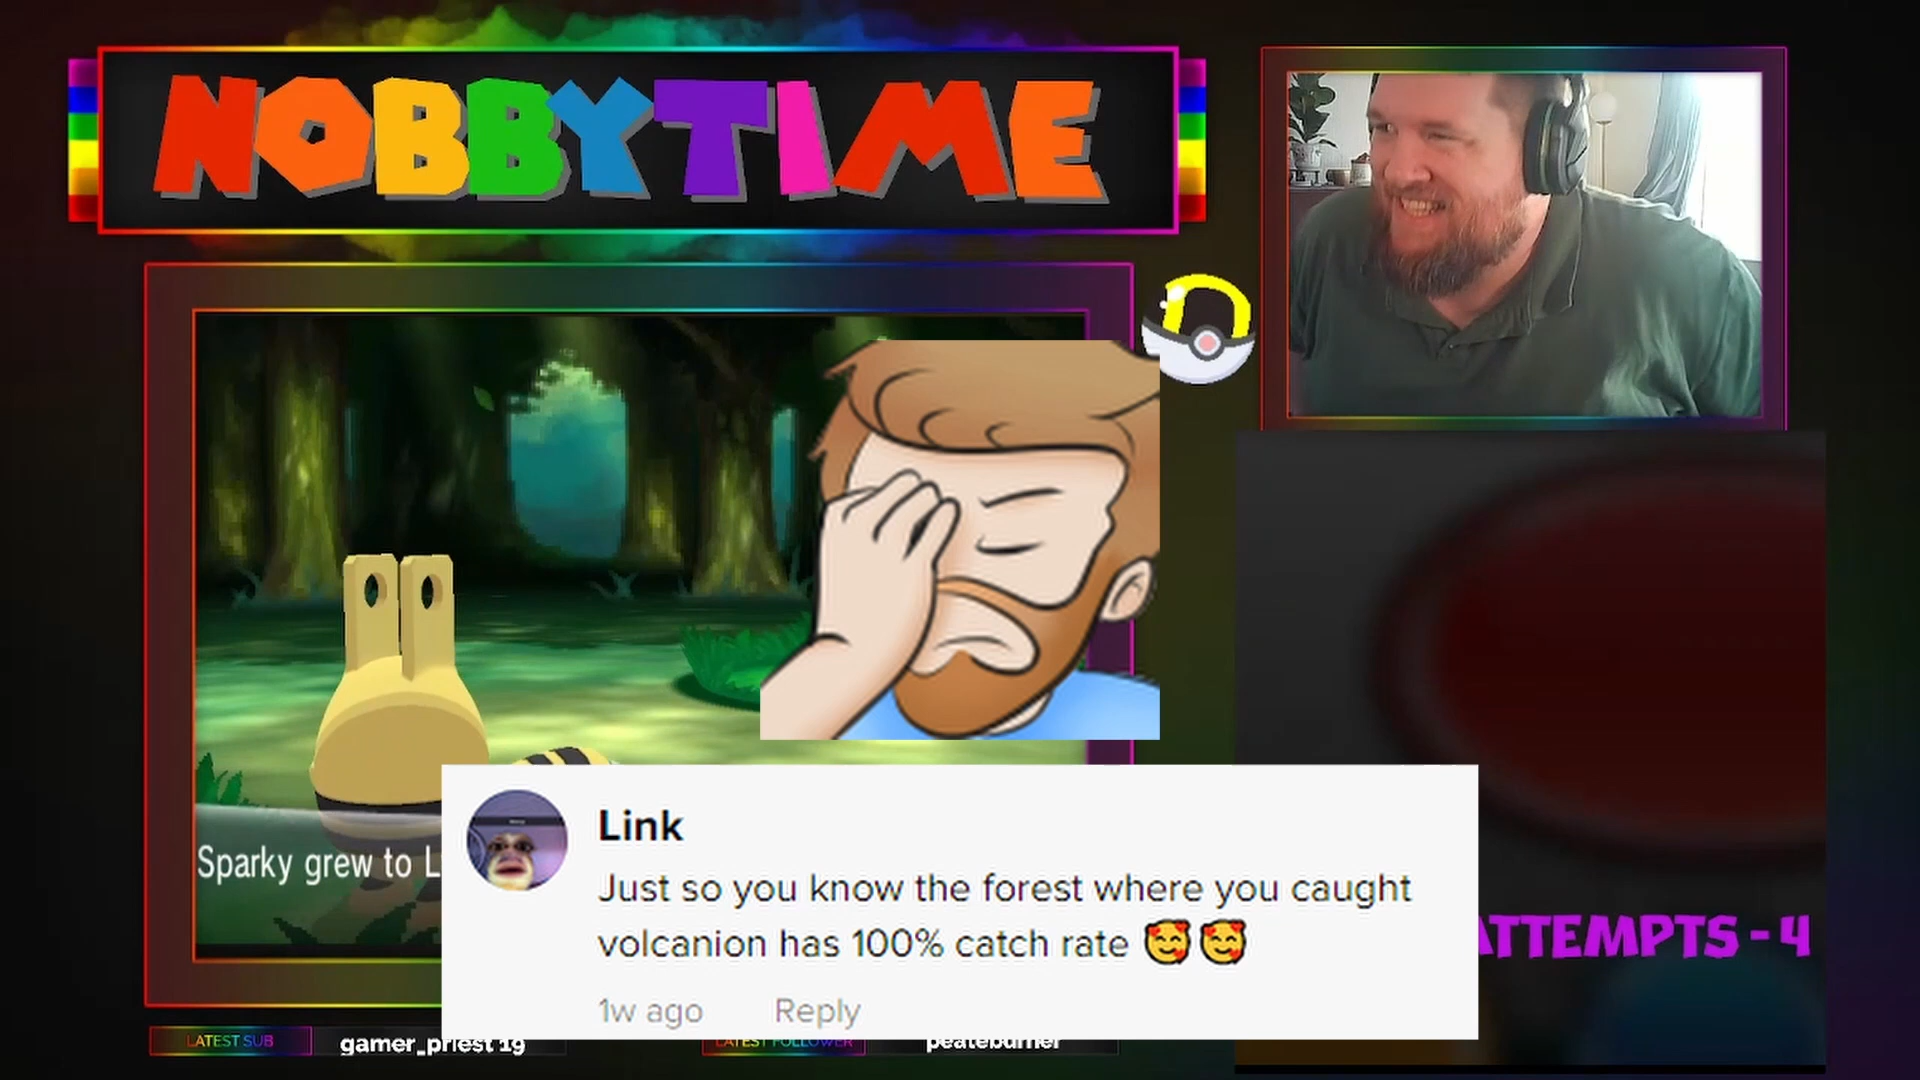 NOBBYTIME
Sparky grew to L
Link
Just so you know the forest where you caught
volcanion has 100% catch rate 🥰🥰
1w ago Reply
ATTEMPTS - 4
LATEST SUB gamer_priest19 LATEST FOLLOWER peateburner